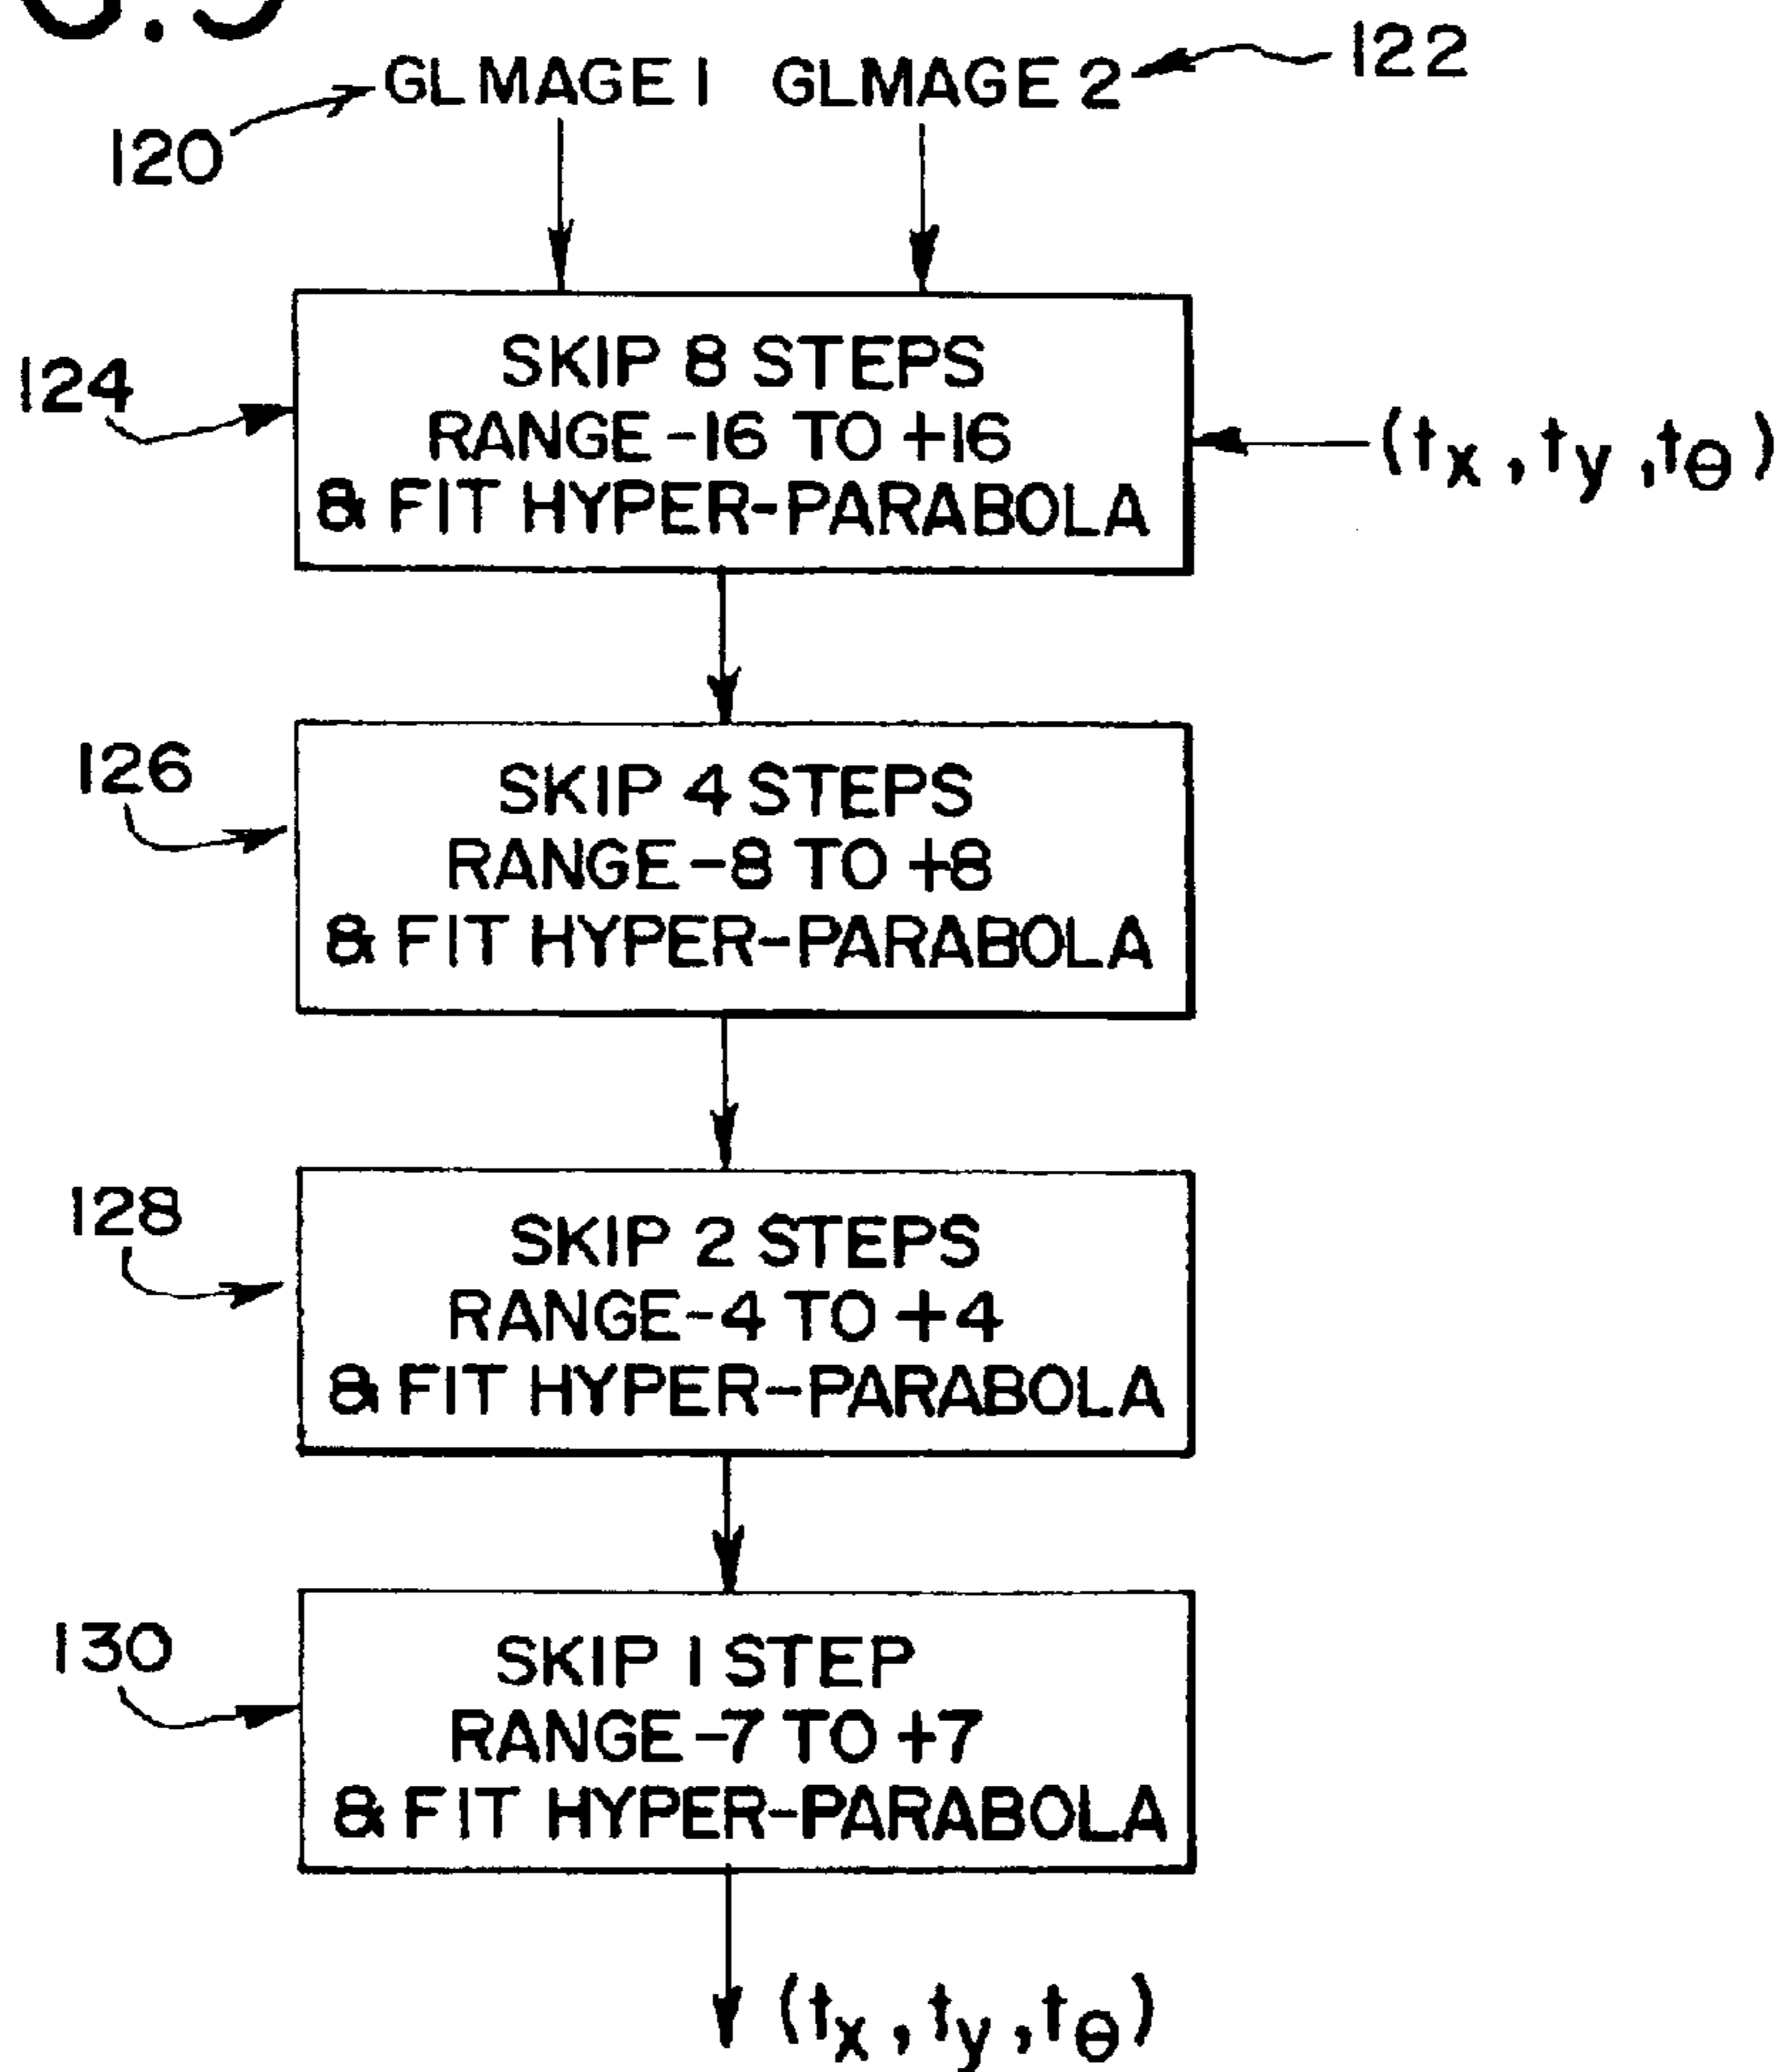 GLMAGE 1 GLMAGE 2
122
120
SKIP 8 STEPS
RANGE -16 TO +16
& FIT HYPER-PARABOLA
124
(tx, ty, tθ)
SKIP 4 STEPS
RANGE -8 TO +8
& FIT HYPER-PARABOLA
126
SKIP 2 STEPS
RANGE -4 TO +4
& FIT HYPER-PARABOLA
128
SKIP 1 STEP
RANGE -7 TO +7
& FIT HYPER-PARABOLA
130
(tx, ty, tθ)